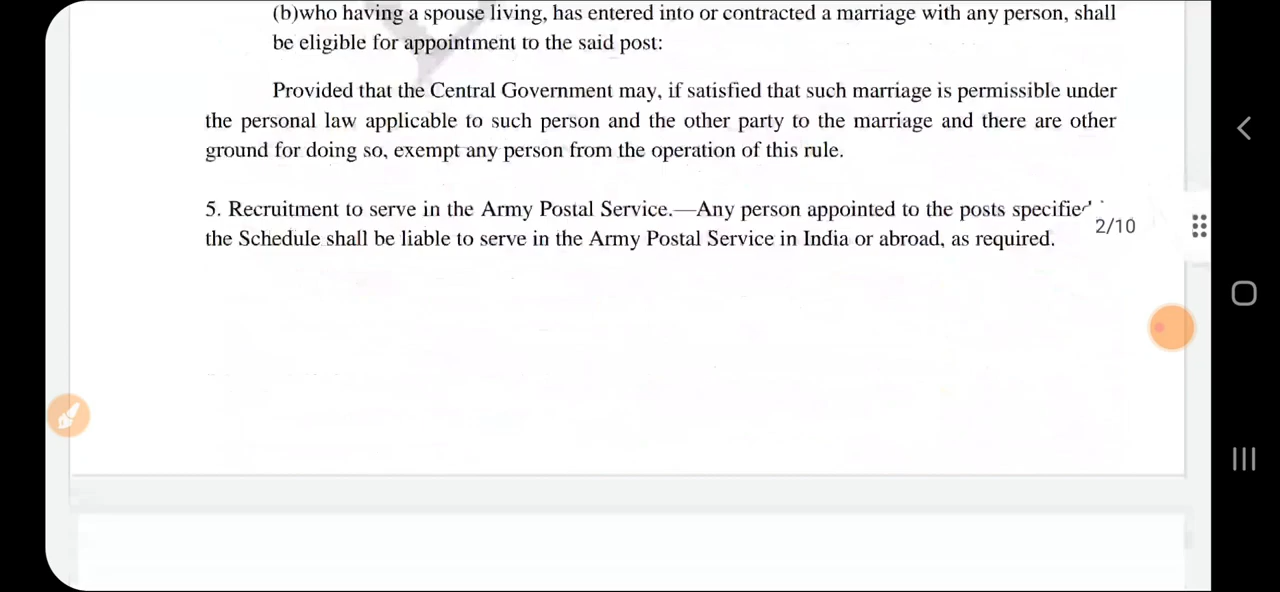 (b)who having a spouse living, has entered into or contracted a marriage with any person, shall
be eligible for appointment to the said post:
Provided that the Central Government may, if satisfied that such marriage is permissible under
the personal law applicable to such person and the other party to the marriage and there are other
ground for doing so, exempt any person from the operation of this rule.
5. Recruitment to serve in the Army Postal Service.—Any person appointed to the posts specified
the Schedule shall be liable to serve in the Army Postal Service in India or abroad, as required.
2/10